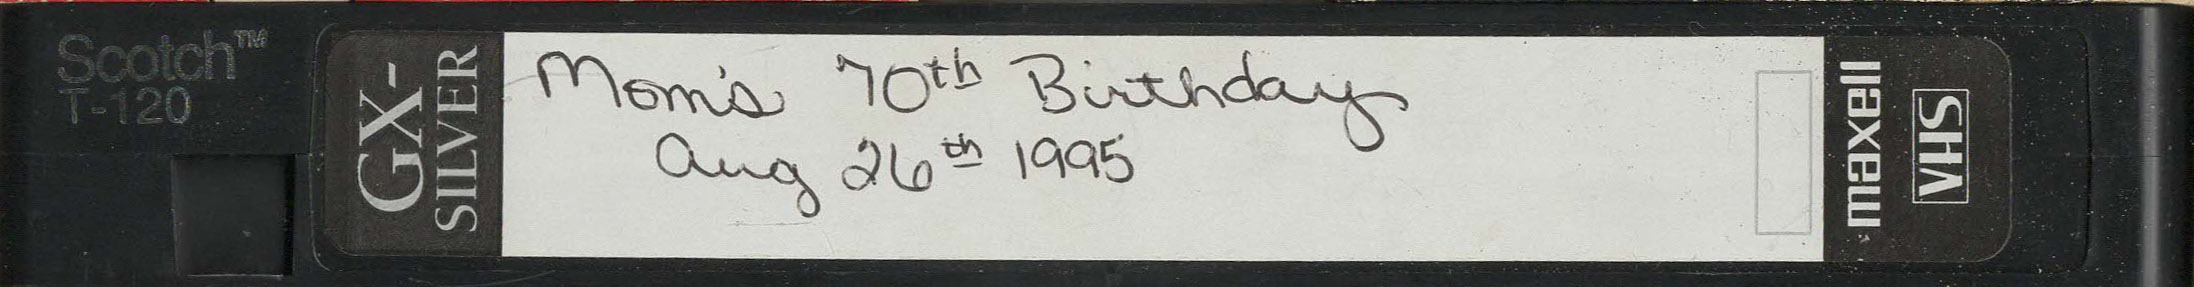 Scotch™
T-120
GX-
SILVER
Mom's 70th Birthday
Aug 26th 1995
maxell
VHS